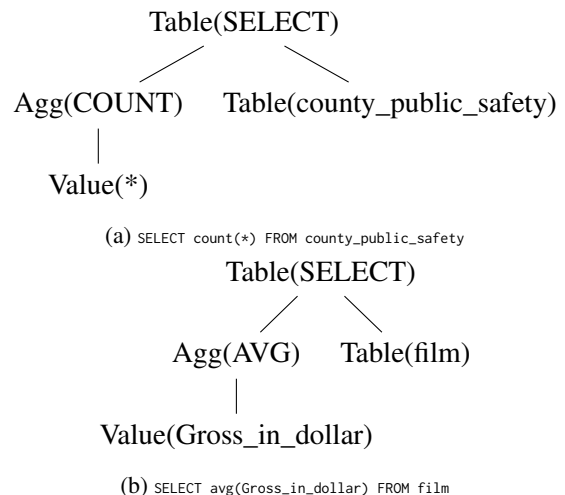 Table(SELECT)
Agg(COUNT) Table(county_public_safety)
Value(*)
(a) SELECT count(*) FROM county_public_safety
Table(SELECT)
Agg(AVG) Table(film)
Value(Gross_in_dollar)
(b) SELECT avg(Gross_in_dollar) FROM film